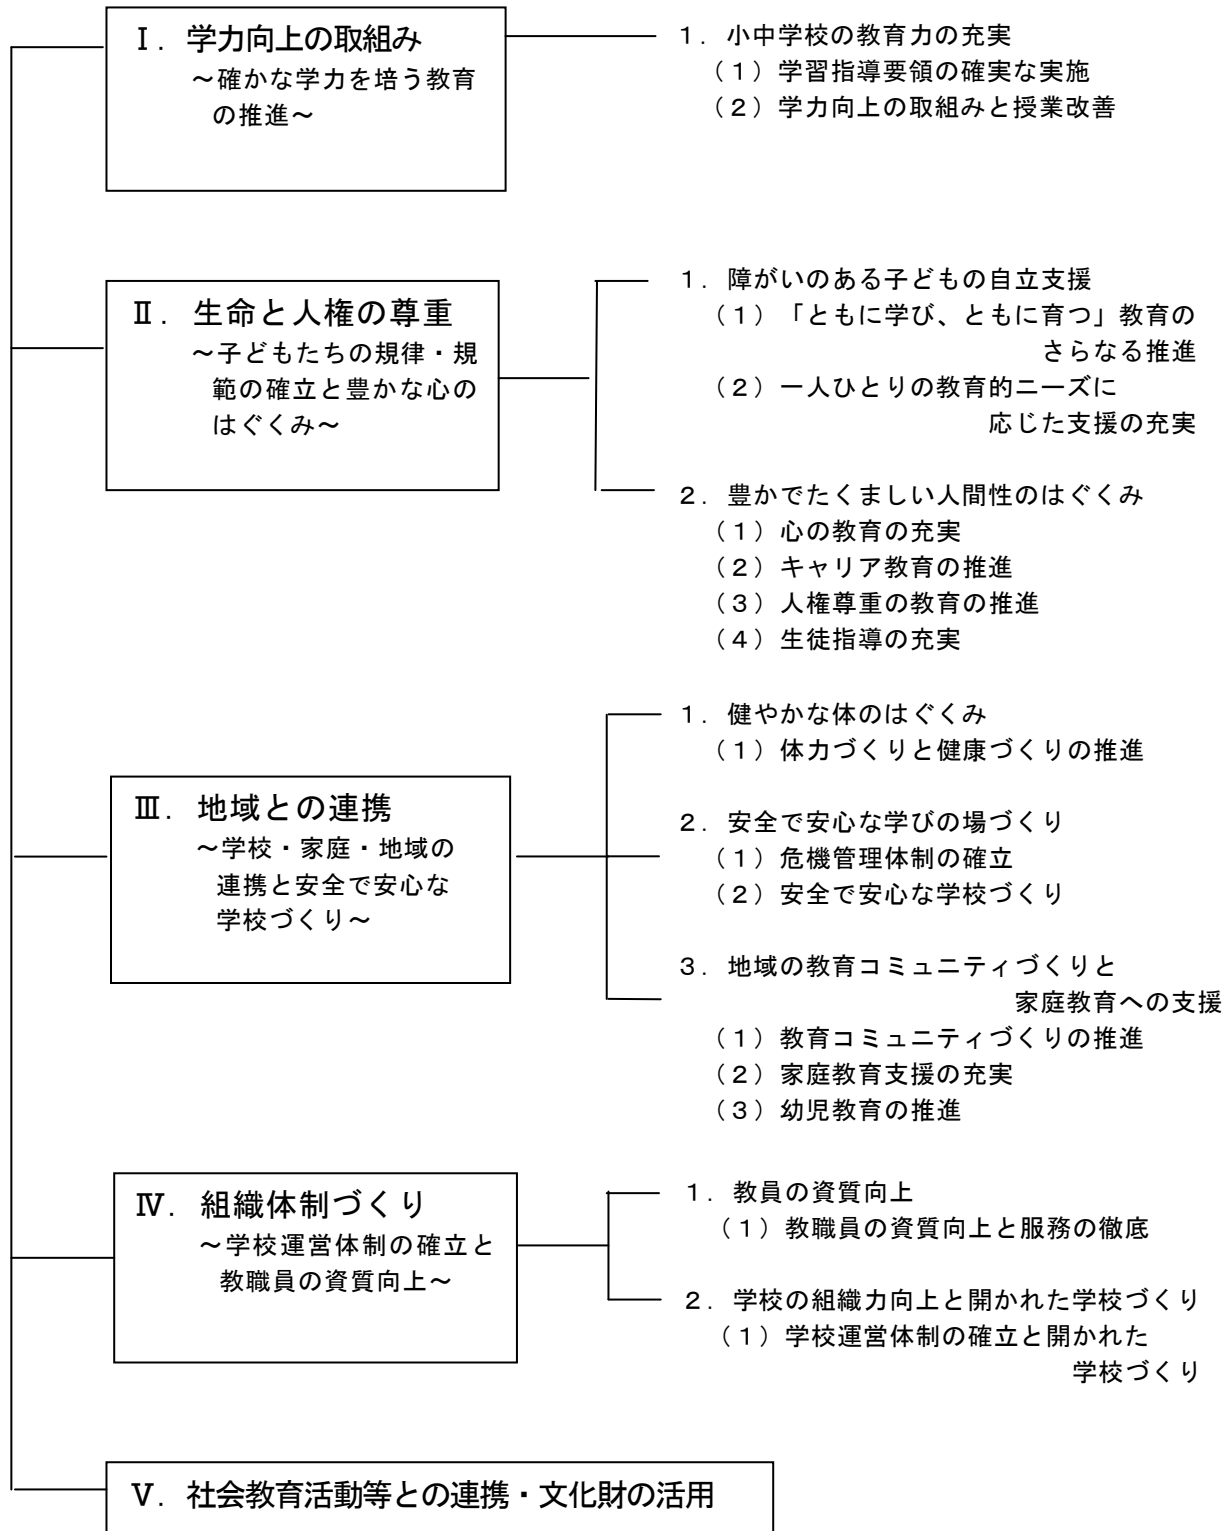 Ⅰ．学力向上の取組み
～確かな学力を培う教育
の推進～
１．小中学校の教育力の充実
（１）学習指導要領の確実な実施
（２）学力向上の取組みと授業改善
Ⅱ．生命と人権の尊重
～子どもたちの規律・規
範の確立と豊かな心の
はぐくみ～
１．障がいのある子どもの自立支援
（１）「ともに学び、ともに育つ」教育の
さらなる推進
（２）一人ひとりの教育的ニーズに
応じた支援の充実
２．豊かでたくましい人間性のはぐくみ
（１）心の教育の充実
（２）キャリア教育の推進
（３）人権尊重の教育の推進
（４）生徒指導の充実
Ⅲ．地域との連携
～学校・家庭・地域の
連携と安全で安心な
学校づくり～
１．健やかな体のはぐくみ
（１）体力づくりと健康づくりの推進
２．安全で安心な学びの場づくり
（１）危機管理体制の確立
（２）安全で安心な学校づくり
３．地域の教育コミュニティづくりと
家庭教育への支援
（１）教育コミュニティづくりの推進
（２）家庭教育支援の充実
（３）幼児教育の推進
Ⅳ．組織体制づくり
～学校運営体制の確立と
教職員の資質向上～
１．教員の資質向上
（１）教職員の資質向上と服務の徹底
２．学校の組織力向上と開かれた学校づくり
（１）学校運営体制の確立と開かれた
学校づくり
Ⅴ．社会教育活動等との連携・文化財の活用